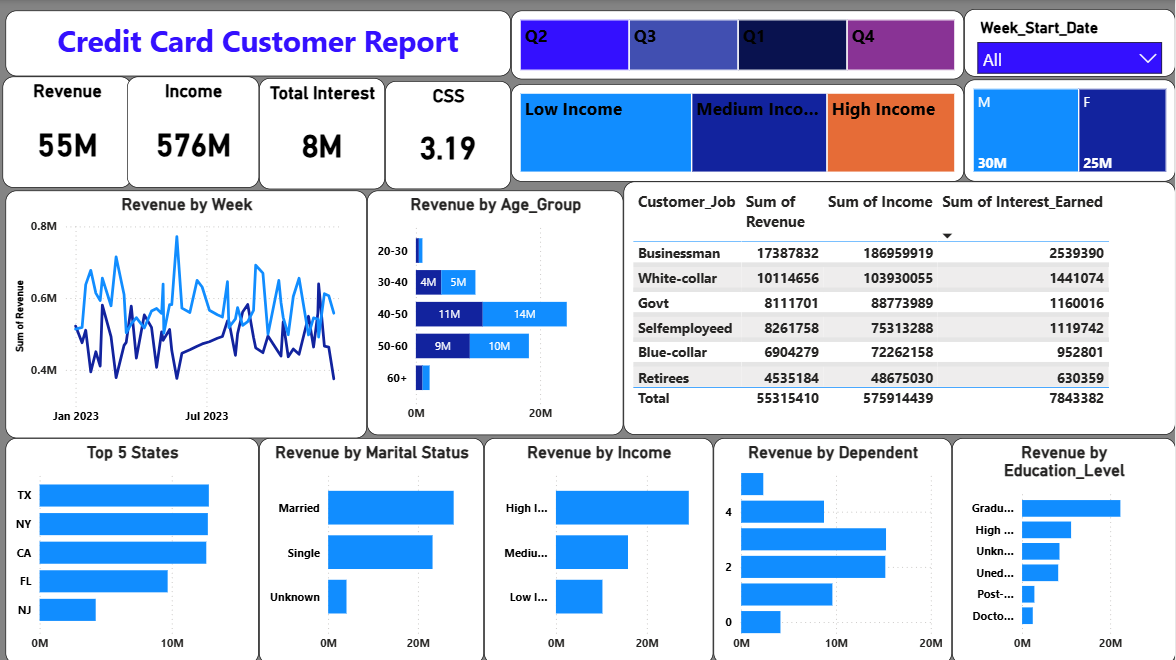 Credit Card Customer Report
Q2
Q3
Q1
Q4
Week_Start_Date
All
Revenue
55M
Income
576M
Total Interest
8M
CSS
3.19
Low Income
Medium Inco...
High Income
M
30M
F
25M
Revenue by Week
Sum of Revenue
0.8M
0.6M
0.4M
Jan 2023
Jul 2023
Revenue by Age_Group
20-30
30-40
4M
5M
40-50
11M
14M
50-60
9M
10M
60+
0M
20M
Customer_Job Sum of Revenue Sum of Income Sum of Interest_Earned
Businessman 17387832 186959919 2539390
White-collar 10114656 103930055 1441074
Govt 8111701 88773989 1160016
Selfemployeed 8261758 75313288 1119742
Blue-collar 6904279 72262158 952801
Retirees 4535184 48675030 630359
Total 55315410 575914439 7843382
Top 5 States
TX
NY
CA
FL
NJ
0M
10M
Revenue by Marital Status
Married
Single
Unknown
0M
20M
Revenue by Income
High I...
Mediu...
Low I...
0M
20M
Revenue by Dependent
4
2
0
0M
10M
20M
Revenue by
Education_Level
Gradu...
High ...
Unkn...
Uned...
Post-...
Docto...
0M
20M